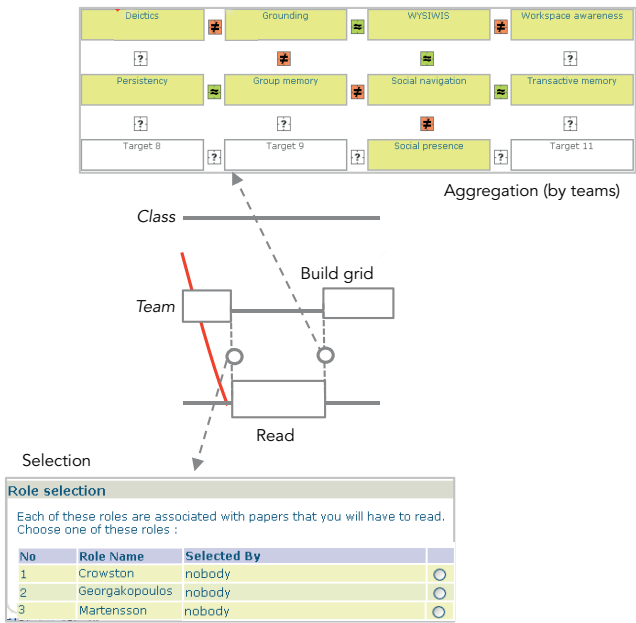 Deictics ≠ Grounding ≈ WYSIWIS ≠ Workspace awareness
? ≠ ≈ ?
Persistency ≈ Group memory ≠ Social navigation ≈ Transactive memory
? ? ≠ ?
Target 8 ? Target 9 ? Social presence ? Target 11
Aggregation (by teams)
Class
Build grid
Team
Read
Selection
Role selection
Each of these roles are associated with papers that you will have to read.
Choose one of these roles :
No Role Name Selected By
1 Crowston nobody
2 Georgakopoulos nobody
3 Martensson nobody